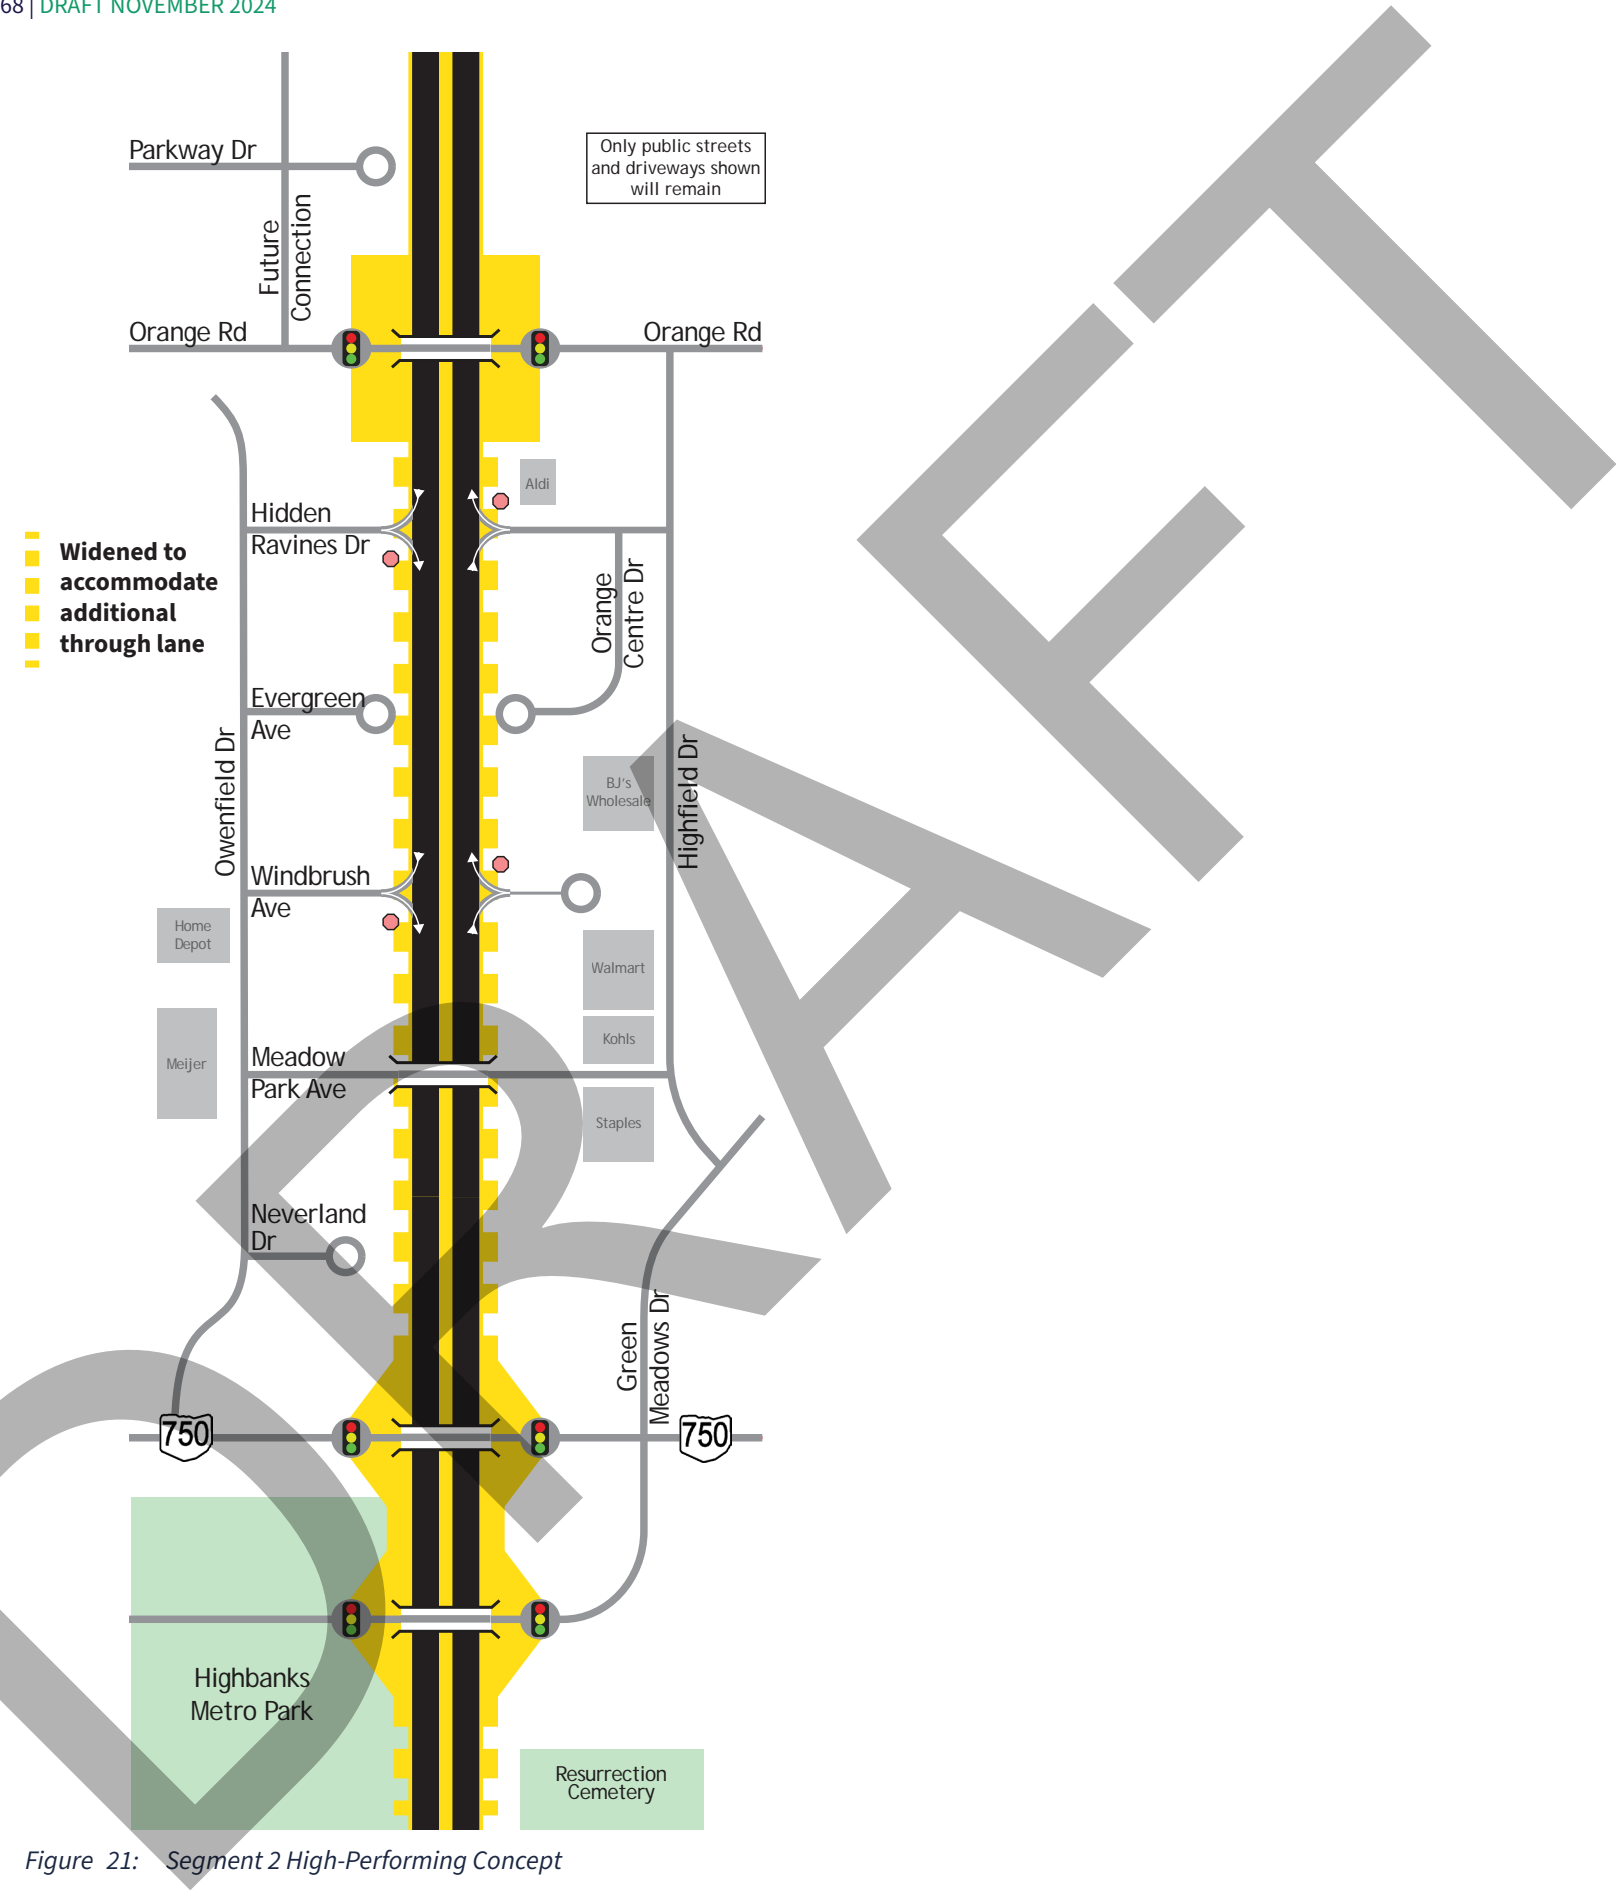 68 | DRAFT NOVEMBER 2024
Parkway Dr
Only public streets
and driveways shown
will remain
Future
Connection
Orange Rd
Orange Rd
Aldi
Hidden
Ravines Dr
Widened to
accommodate
additional
through lane
Orange
Centre Dr
Evergreen
Ave
Owenfield Dr
BJ's
Wholesale
Highfield Dr
Windbrush
Ave
Home
Depot
Walmart
Kohls
Meijer
Meadow
Park Ave
Staples
Neverland
Dr
Green
Meadows Dr
750
750
Highbanks
Metro Park
Resurrection
Cemetery
Figure 21: Segment 2 High-Performing Concept
DRAFT